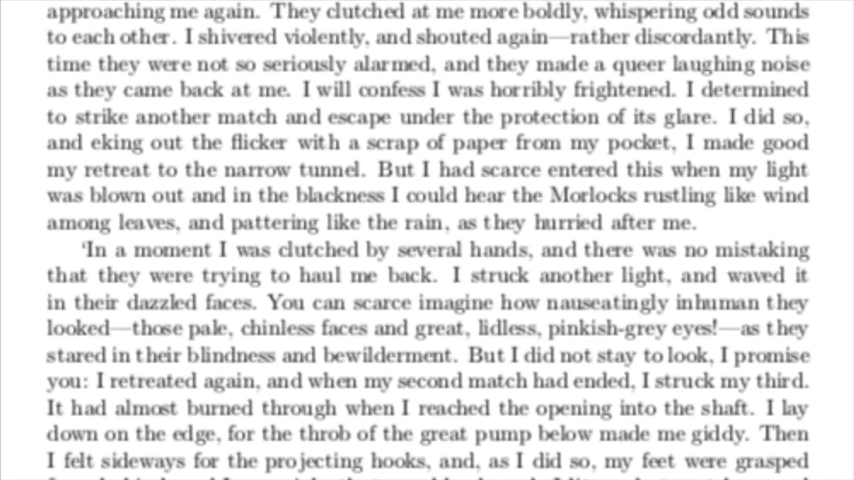 approaching me again. They clutched at me more boldly, whispering odd sounds
to each other. I shivered violently, and shouted again—rather discordantly. This
time they were not so seriously alarmed, and they made a queer laughing noise
as they came back at me. I will confess I was horribly frightened. I determined
to strike another match and escape under the protection of its glare. I did so,
and eking out the flicker with a scrap of paper from my pocket, I made good
my retreat to the narrow tunnel. But I had scarce entered this when my light
was blown out and in the blackness I could hear the Morlocks rustling like wind
among leaves, and pattering like the rain, as they hurried after me.
‘In a moment I was clutched by several hands, and there was no mistaking
that they were trying to haul me back. I struck another light, and waved it
in their dazzled faces. You can scarce imagine how nauseatingly inhuman they
looked—those pale, chinless faces and great, lidless, pinkish-grey eyes!—as they
stared in their blindness and bewilderment. But I did not stay to look, I promise
you: I retreated again, and when my second match had ended, I struck my third.
It had almost burned through when I reached the opening into the shaft. I lay
down on the edge, for the throb of the great pump below made me giddy. Then
I felt sideways for the projecting hooks, and, as I did so, my feet were grasped